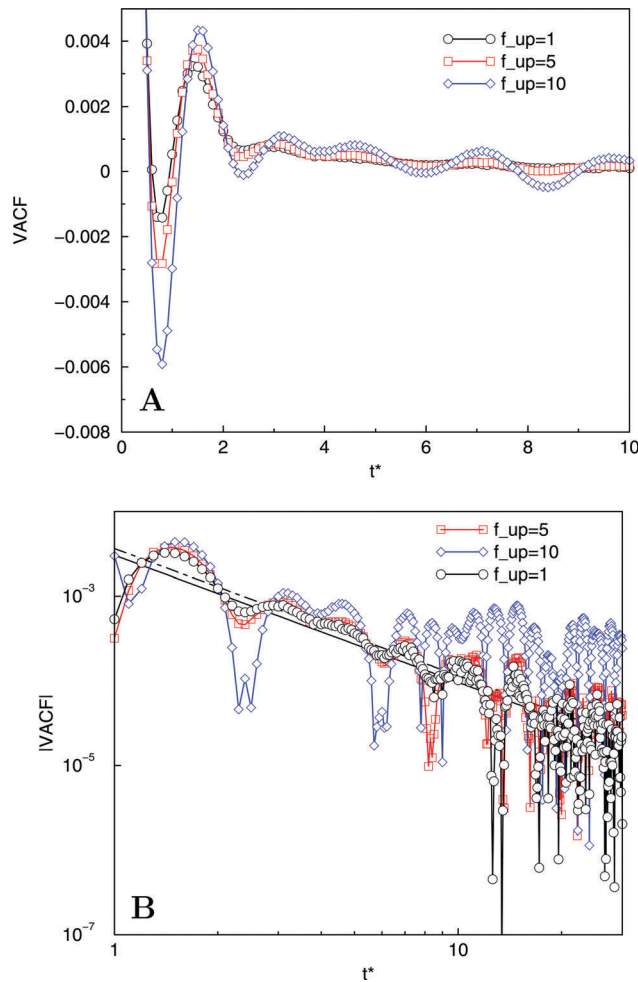 0.004
0.002
0
−0.002
−0.004
−0.006
−0.008
VACF
f_up=1
f_up=5
f_up=10
A
0 2 4 6 8 10
t*
10⁻³
10⁻⁵
10⁻⁷
|VACF|
f_up=5
f_up=10
f_up=1
B
1 10
t*